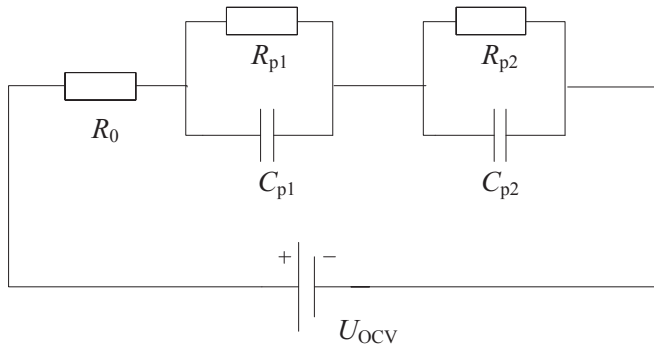 R_p1
R_p2
R_0
C_p1
C_p2
+ −
U_OCV